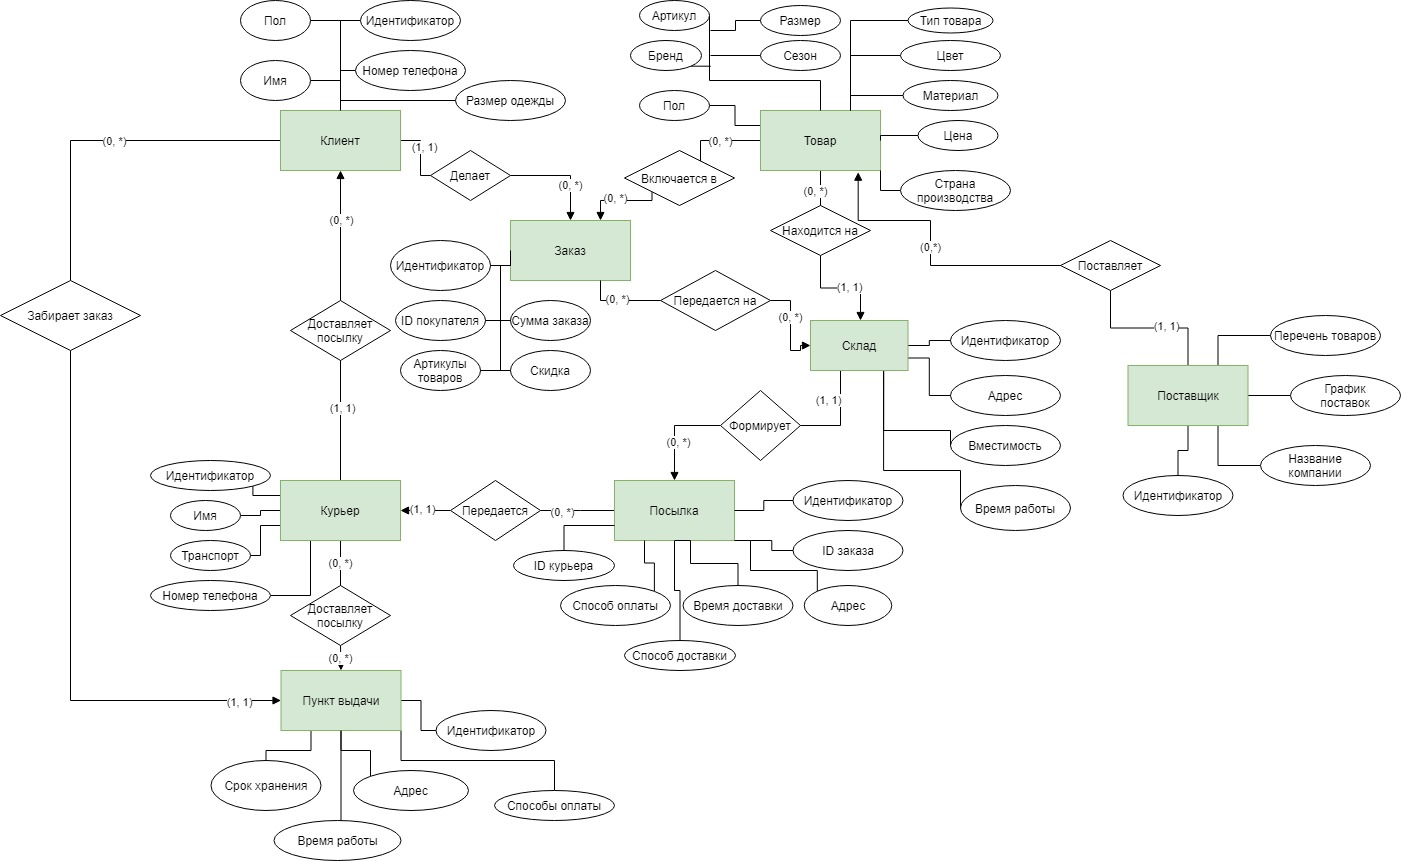 Пол
Идентификатор
Артикул
Размер
Тип товара
Бренд
Сезон
Цвет
Имя
Номер телефона
Материал
Размер одежды
Пол
Цена
(0, *)
Клиент
(1, 1)
(0, *)
Товар
Делает
(0, *)
Включается в
(0, *)
(0, *)
Страна
производства
(0, *)
Находится на
(0,*)
Заказ
Идентификатор
Поставляет
(1, 1)
(0, *)
Передается на
(0, *)
Забирает заказ
Доставляет
посылку
ID покупателя
Сумма заказа
(1, 1)
Перечень товаров
Склад
Идентификатор
Артикулы
товаров
Скидка
Поставщик
График
поставок
Адрес
(1, 1)
(1, 1)
Формирует
(0, *)
Вместимость
Название
компании
Идентификатор
Идентификатор
Имя
Курьер
(1, 1)
Передается
(0, *)
Посылка
Идентификатор
Время работы
Транспорт
ID курьера
ID заказа
(0, *)
Номер телефона
Доставляет
посылку
Способ оплаты
Время доставки
Адрес
(0, *)
Способ доставки
(1, 1)
Пункт выдачи
Идентификатор
Срок хранения
Адрес
Способы оплаты
Время работы